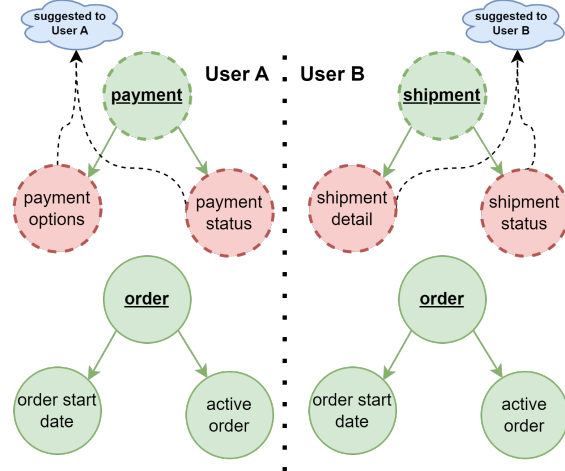 suggested to
User A
suggested to
User B
User A
User B
payment
shipment
payment
options
payment
status
shipment
detail
shipment
status
order
order
order start
date
active
order
order start
date
active
order